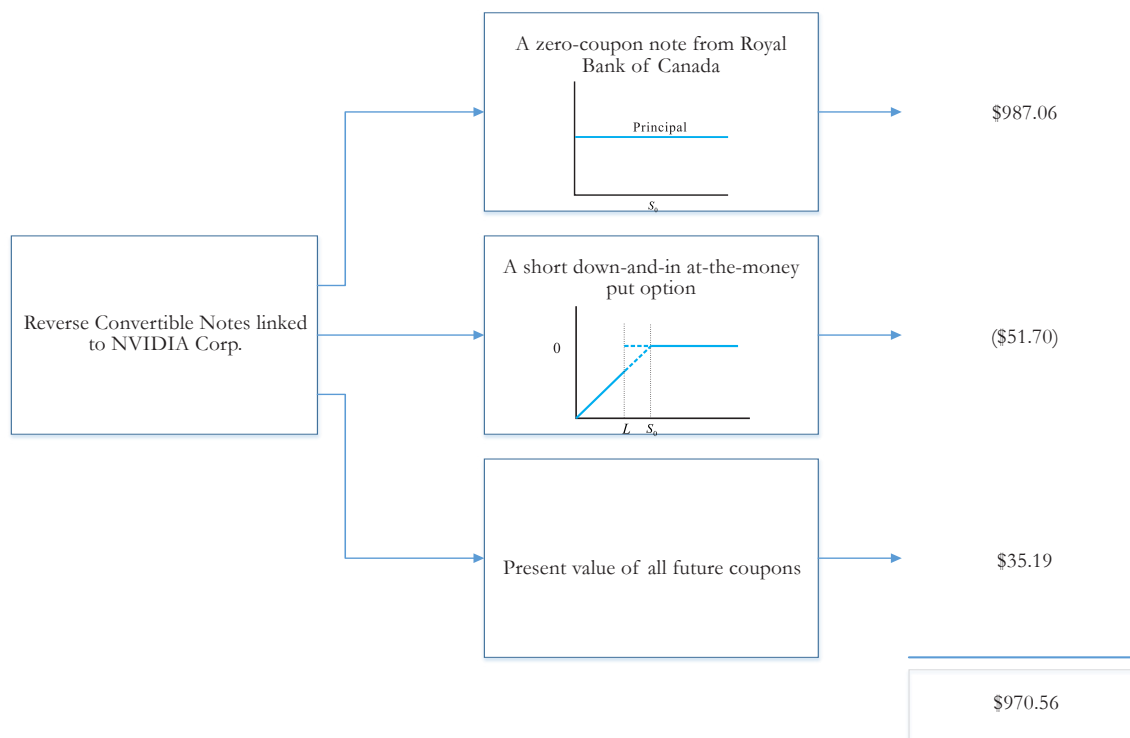 A zero-coupon note from Royal
Bank of Canada
Principal
S₀
$987.06
Reverse Convertible Notes linked
to NVIDIA Corp.
A short down-and-in at-the-money
put option
0
L S₀
($51.70)
Present value of all future coupons
$35.19
$970.56